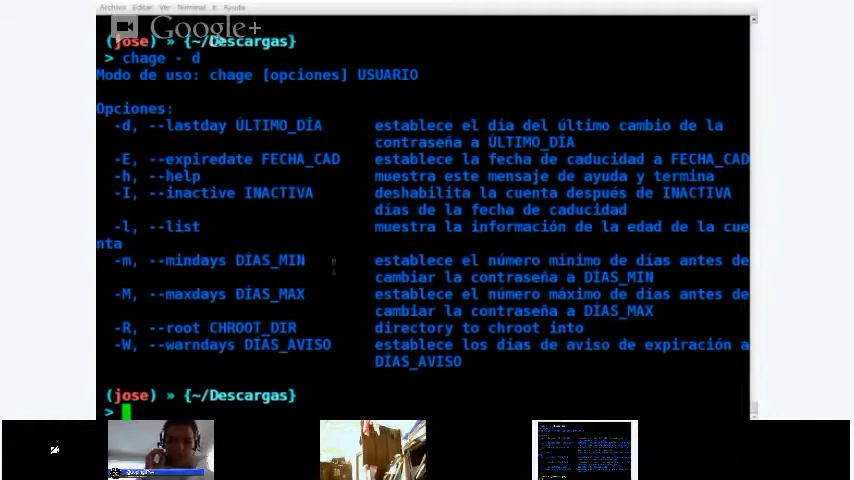 Archivo Editar Ver Terminal Ir Ayuda
Google+
(jose) » {~/Descargas}
> chage - d
Modo de uso: chage [opciones] USUARIO
Opciones:
-d, --lastday ÚLTIMO_DÍA establece el día del último cambio de la
contraseña a ÚLTIMO_DÍA
-E, --expiredate FECHA_CAD establece la fecha de caducidad a FECHA_CAD
-h, --help muestra este mensaje de ayuda y termina
-I, --inactive INACTIVA deshabilita la cuenta después de INACTIVA
días de la fecha de caducidad
-l, --list muestra la información de la edad de la cue
nta
-m, --mindays DÍAS_MIN establece el número mínimo de días antes de
cambiar la contraseña a DÍAS_MIN
-M, --maxdays DÍAS_MAX establece el número máximo de días antes de
cambiar la contraseña a DÍAS_MAX
-R, --root CHROOT_DIR directory to chroot into
-W, --warndays DÍAS_AVISO establece los días de aviso de expiración a
DÍAS_AVISO
(jose) » {~/Descargas}
>